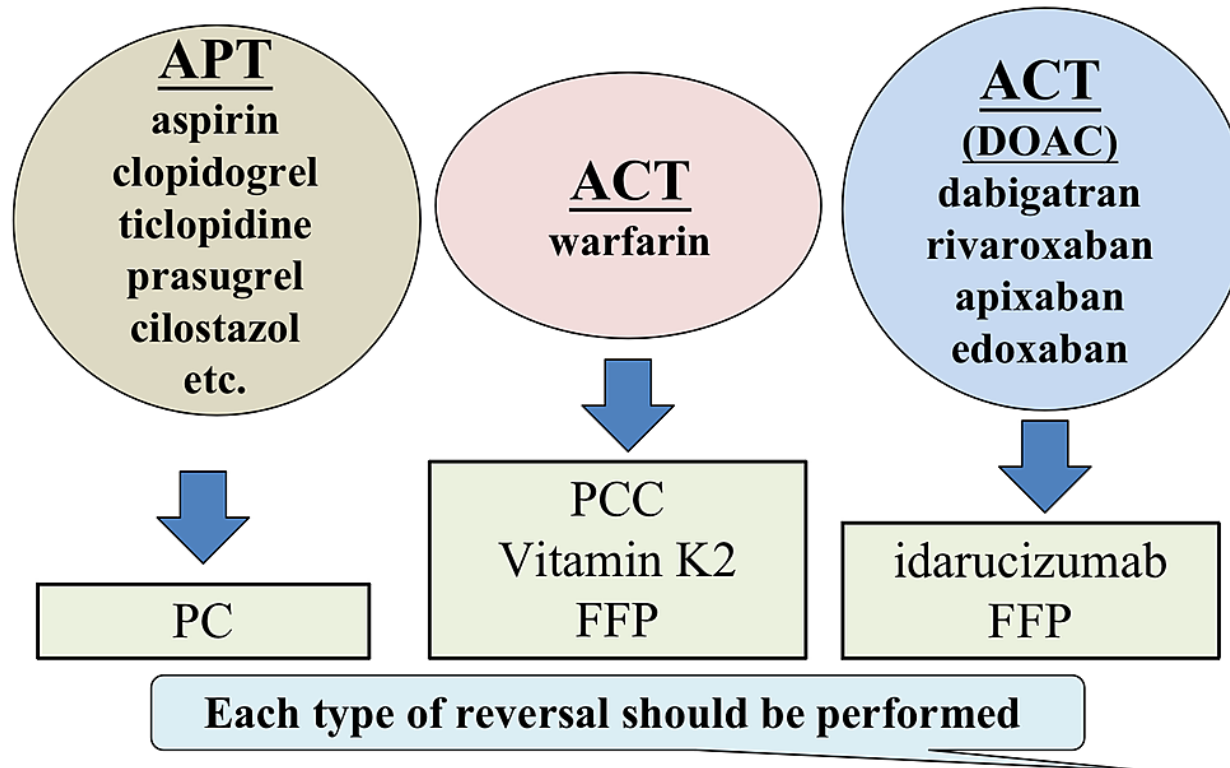 APT
aspirin
clopidogrel
ticlopidine
prasugrel
cilostazol
etc.
PC
ACT
warfarin
PCC
Vitamin K2
FFP
ACT
(DOAC)
dabigatran
rivaroxaban
apixaban
edoxaban
idarucizumab
FFP
Each type of reversal should be performed